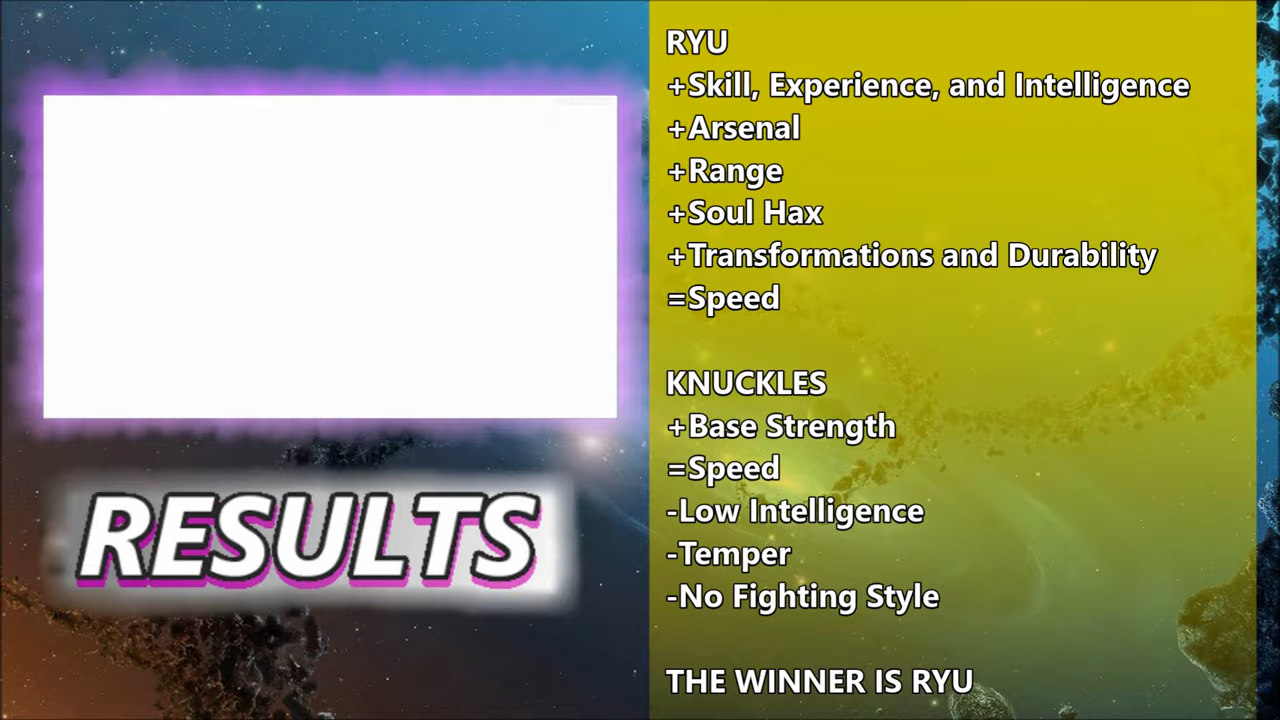 RYU
+Skill, Experience, and Intelligence
+Arsenal
+Range
+Soul Hax
+Transformations and Durability
=Speed
KNUCKLES
+Base Strength
=Speed
-Low Intelligence
-Temper
-No Fighting Style
THE WINNER IS RYU
RESULTS